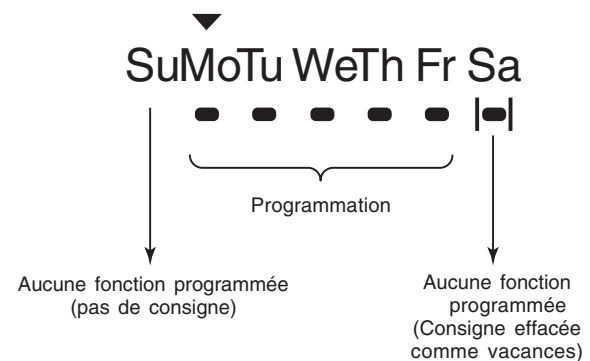 SuMoTu WeTh Fr Sa
Programmation
Aucune fonction programmée
(pas de consigne)
Aucune fonction
programmée
(Consigne effacée
comme vacances)